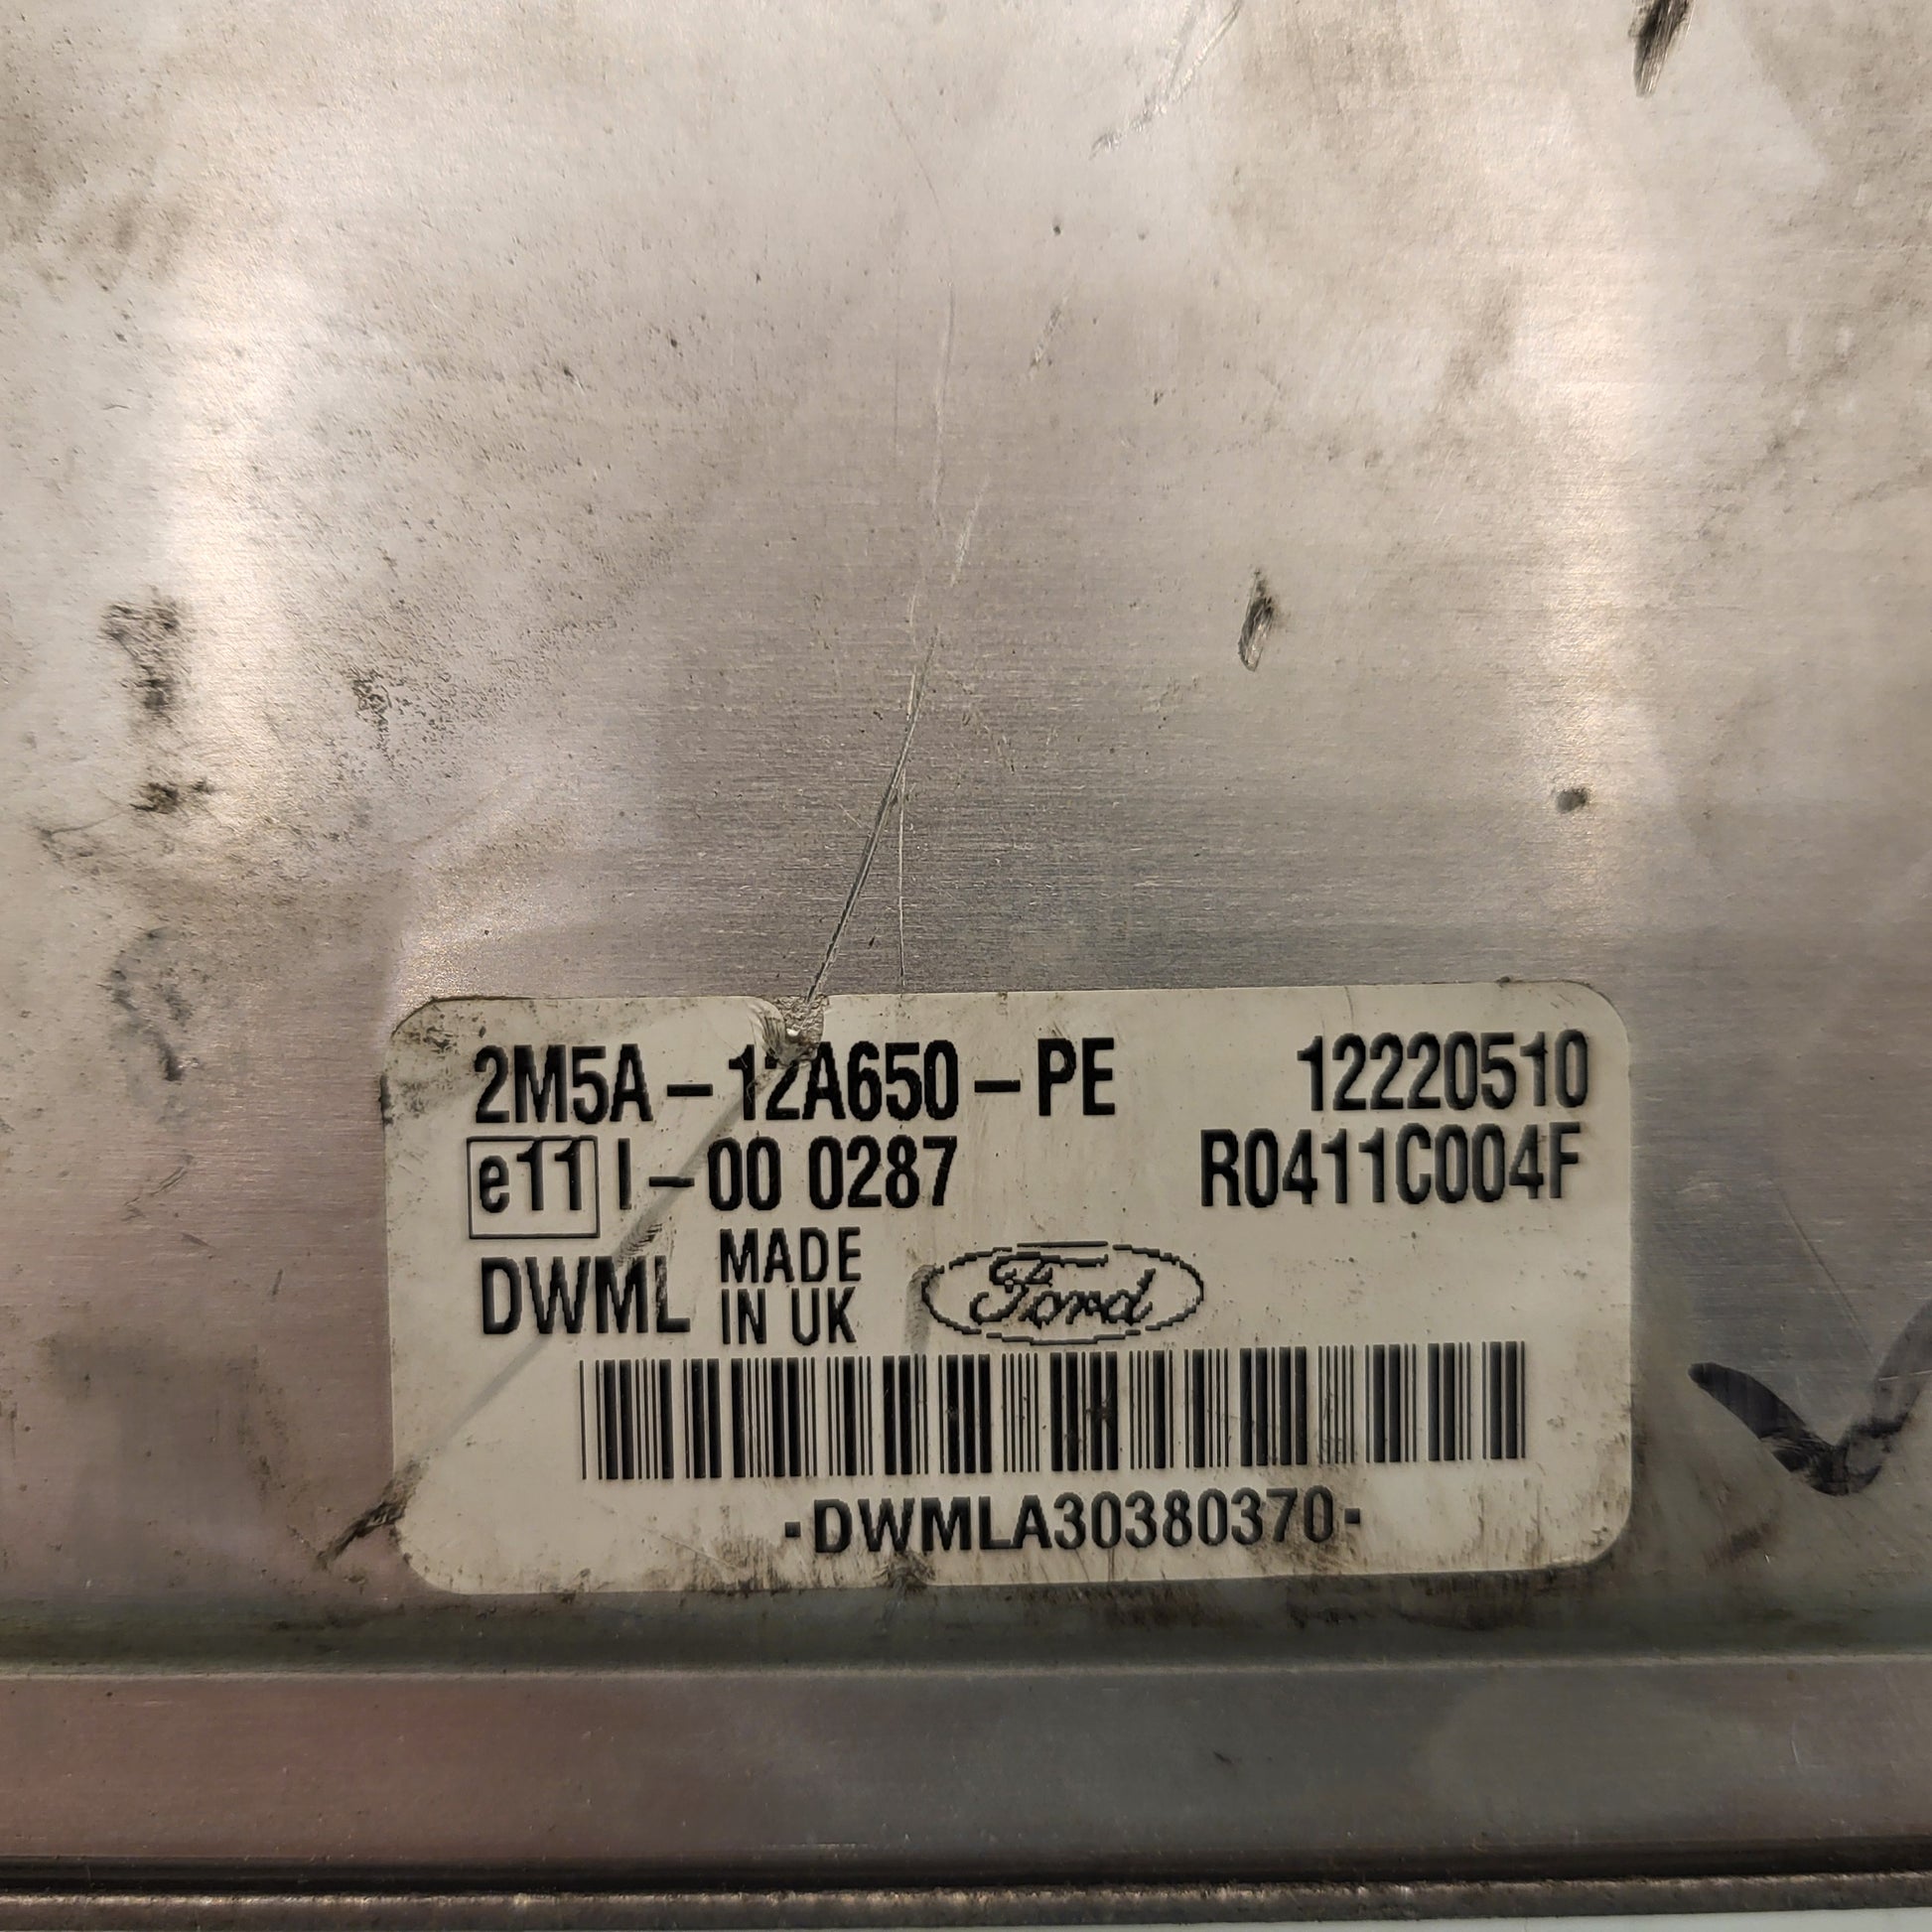 2M5A-12A650-PE 12220510
e11 I-00 0287 R0411C004F
DWML MADE IN UK Ford
-DWMLA30380370-